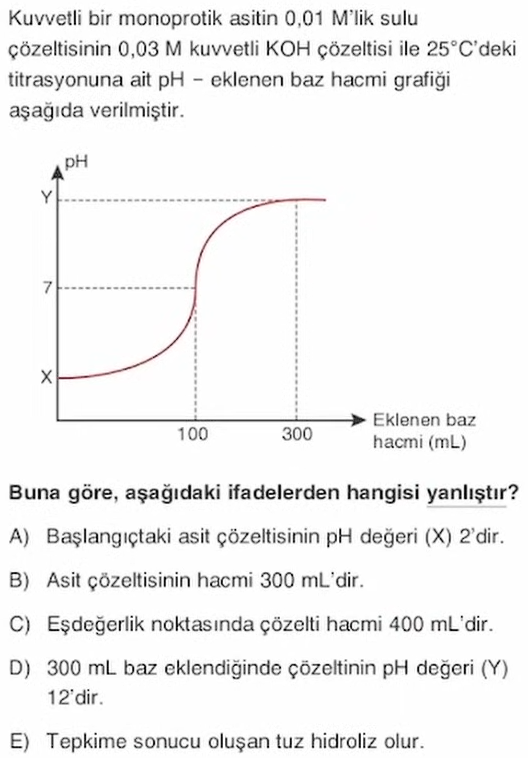 Kuvvetli bir monoprotik asitin 0,01 M'lik sulu
çözeltisinin 0,03 M kuvvetli KOH çözeltisi ile 25°C'deki
titrasyonuna ait pH – eklenen baz hacmi grafiği
aşağıda verilmiştir.
pH
Y
7
X
100
300
Eklenen baz
hacmi (mL)
Buna göre, aşağıdaki ifadelerden hangisi yanlıştır?
A) Başlangıçtaki asit çözeltisinin pH değeri (X) 2'dir.
B) Asit çözeltisinin hacmi 300 mL'dir.
C) Eşdeğerlik noktasında çözelti hacmi 400 mL'dir.
D) 300 mL baz eklendiğinde çözeltinin pH değeri (Y)
12'dir.
E) Tepkime sonucu oluşan tuz hidroliz olur.